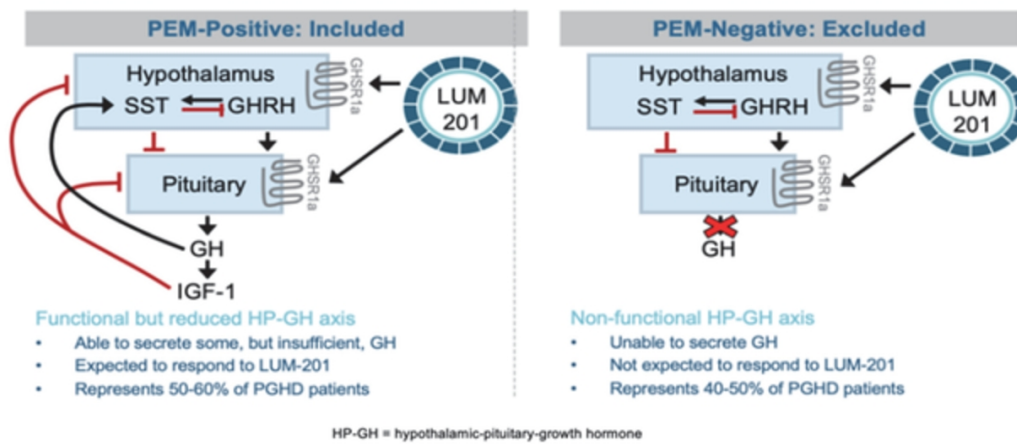 PEM-Positive: Included
Hypothalamus
SST
GHRH
GHSR1a
LUM
201
Pituitary
GHSR1a
GH
IGF-1
Functional but reduced HP-GH axis
• Able to secrete some, but insufficient, GH
• Expected to respond to LUM-201
• Represents 50-60% of PGHD patients
PEM-Negative: Excluded
Hypothalamus
SST
GHRH
GHSR1a
LUM
201
Pituitary
GHSR1a
GH
Non-functional HP-GH axis
• Unable to secrete GH
• Not expected to respond to LUM-201
• Represents 40-50% of PGHD patients
HP-GH = hypothalamic-pituitary-growth hormone